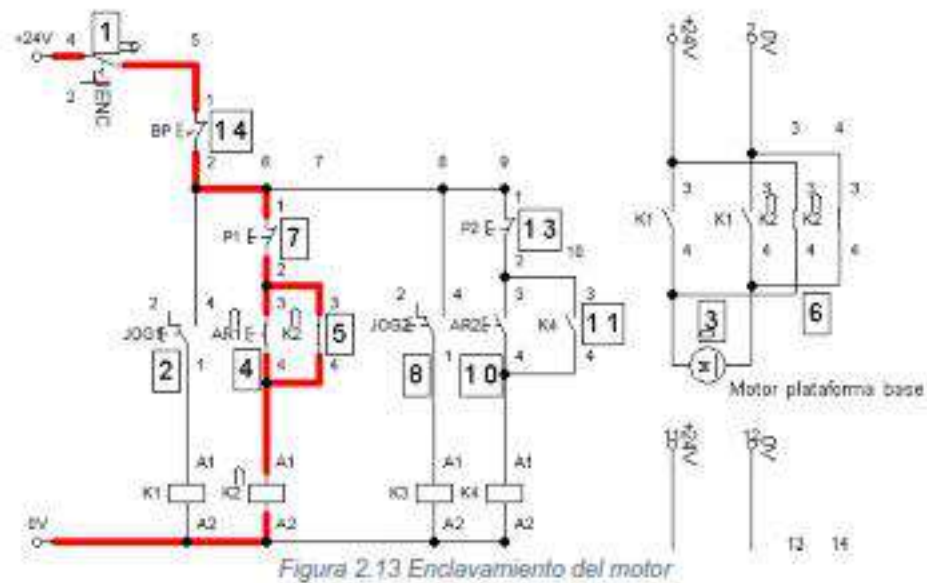 +24V 4 1 5
2 ENC
1
BP 14
2 6 7 8 9
1 1
P1 7 P2 13
2 2 10
2 4 3 3 2 4 3 3
JOG1 AR1 K2 5 JOG2 AR2 K4 11
2 1 4 4 4 8 1 10 4 4
A1 A1 A1 A1
K1 K2 K3 K4
A2 A2 A2 A2
0V
+24V 0V
3 4
3 3 3 3
K1 K1 K2 K2
4 4 4 4
3 6
M
Motor plataforma base
11 +24V 12 0V
13 14
Figura 2.13 Enclavamiento del motor